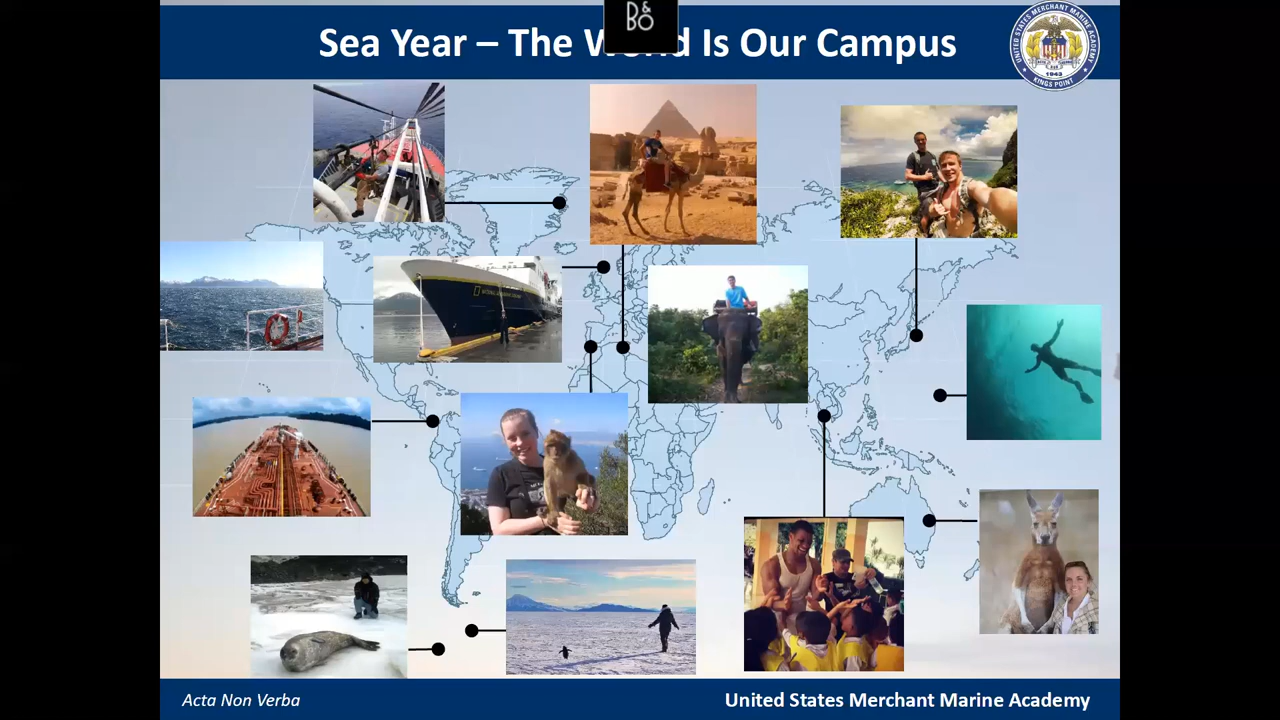 B&O
Sea Year – The W ld Is Our Campus
UNITED STATES MERCHANT MARINE ACADEMY
1943
KINGS POINT
Acta Non Verba
United States Merchant Marine Academy